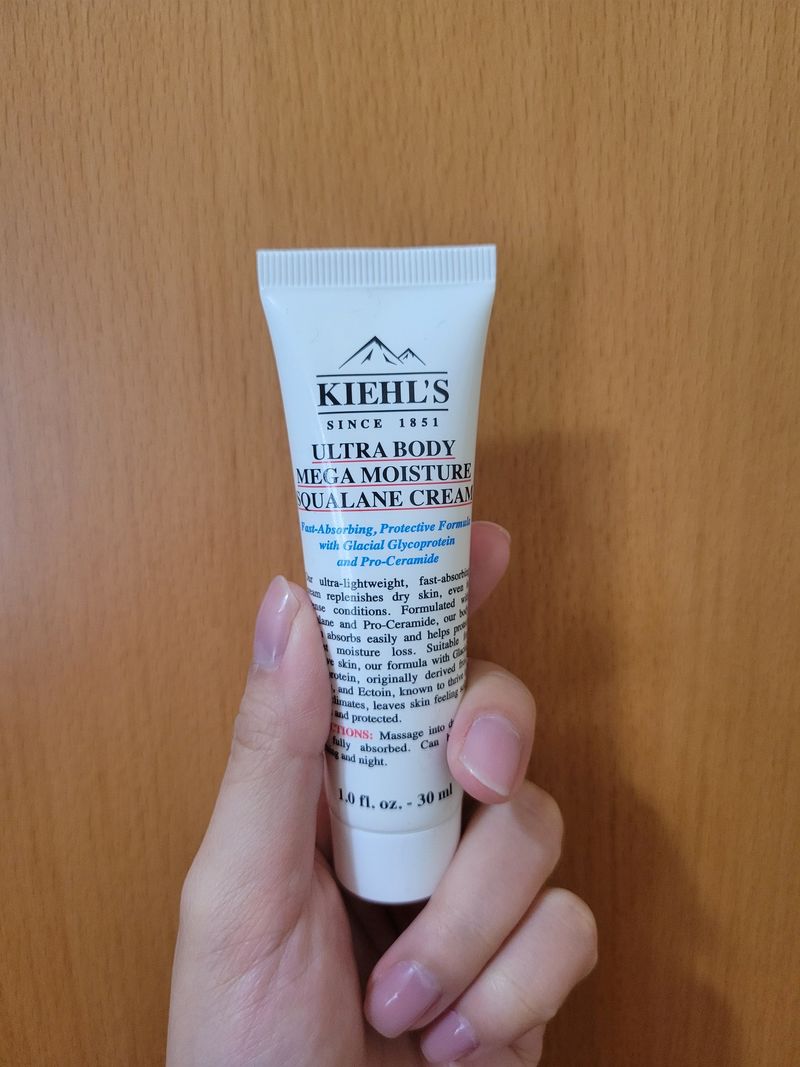 KIEHL'S
SINCE 1851
ULTRA BODY
MEGA MOISTURE
SQUALANE CREAM
Fast-Absorbing, Protective Formula
with Glacial Glycoprotein
and Pro-Ceramide
ultra-lightweight, fast-absorbing
replenishes dry skin, even
conditions. Formulated
and Pro-Ceramide, our
absorbs easily and helps
moisture loss. Suitable
skin, our formula with
originally derived
and Ectoin, known to thrive
leaves skin feeling
and protected.
Massage into
fully absorbed. Can
and night.
1.0 fl. oz. - 30 ml